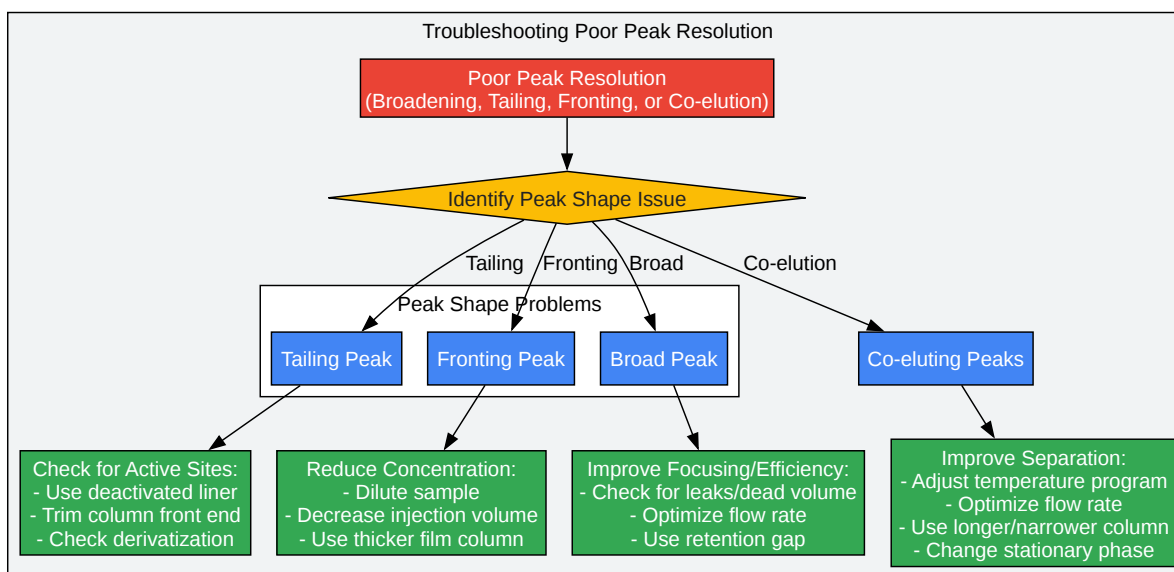 Troubleshooting Poor Peak Resolution
Poor Peak Resolution
(Broadening, Tailing, Fronting, or Co-elution)
Identify Peak Shape Issue
Tailing
Fronting
Broad
Co-elution
Peak Shape Problems
Tailing Peak
Fronting Peak
Broad Peak
Co-eluting Peaks
Check for Active Sites:
- Use deactivated liner
- Trim column front end
- Check derivatization
Reduce Concentration:
- Dilute sample
- Decrease injection volume
- Use thicker film column
Improve Focusing/Efficiency:
- Check for leaks/dead volume
- Optimize flow rate
- Use retention gap
Improve Separation:
- Adjust temperature program
- Optimize flow rate
- Use longer/narrower column
- Change stationary phase